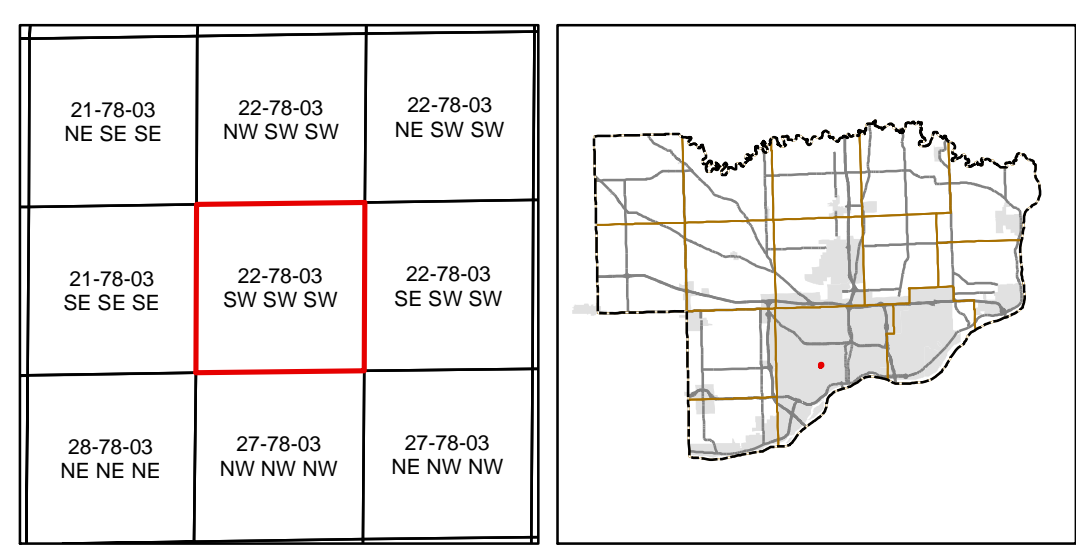 21-78-03
NE SE SE
22-78-03
NW SW SW
22-78-03
NE SW SW
21-78-03
SE SE SE
22-78-03
SW SW SW
22-78-03
SE SW SW
28-78-03
NE NE NE
27-78-03
NW NW NW
27-78-03
NE NW NW